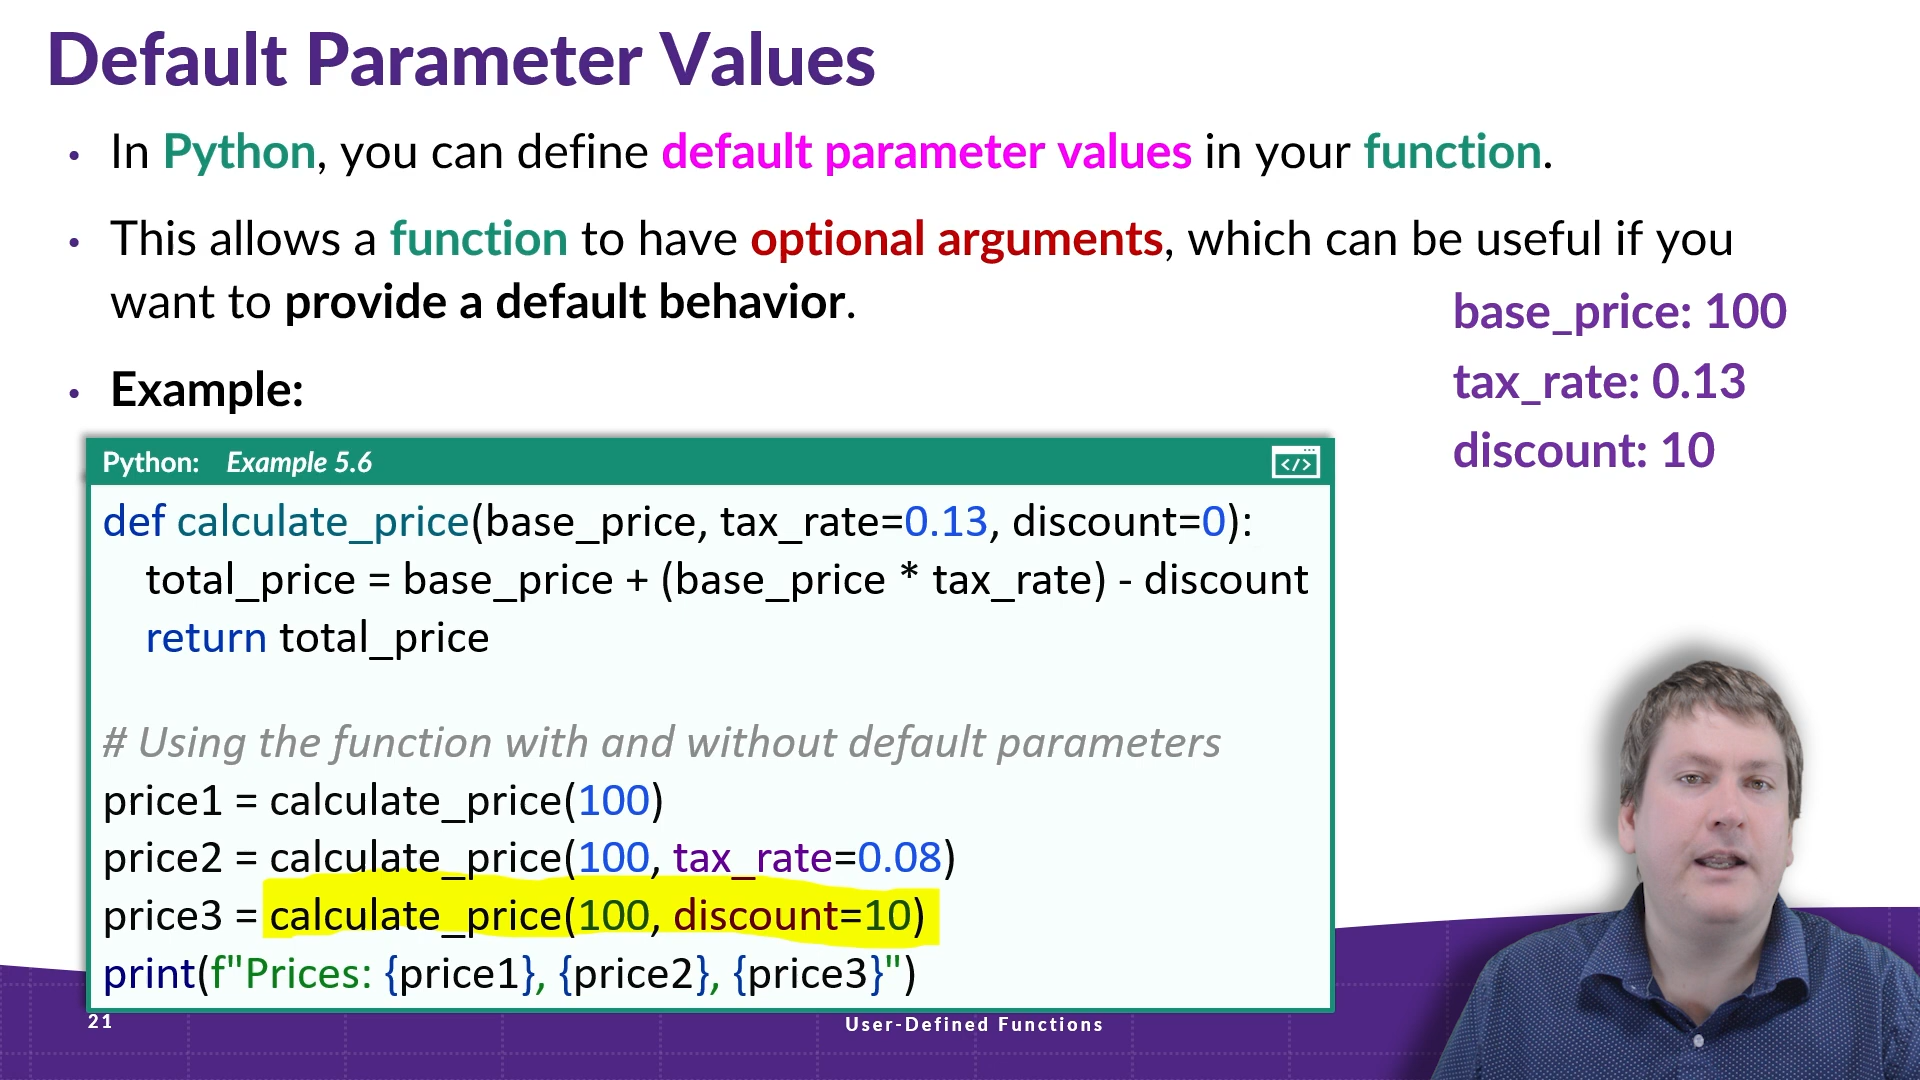 Default Parameter Values
• In Python, you can define default parameter values in your function.
• This allows a function to have optional arguments, which can be useful if you
want to provide a default behavior.
base_price: 100
tax_rate: 0.13
discount: 10
• Example:
Python: Example 5.6
</>
def calculate_price(base_price, tax_rate=0.13, discount=0):
    total_price = base_price + (base_price * tax_rate) - discount
    return total_price
# Using the function with and without default parameters
price1 = calculate_price(100)
price2 = calculate_price(100, tax_rate=0.08)
price3 = calculate_price(100, discount=10)
print(f"Prices: {price1}, {price2}, {price3}")
21
User-Defined Functions